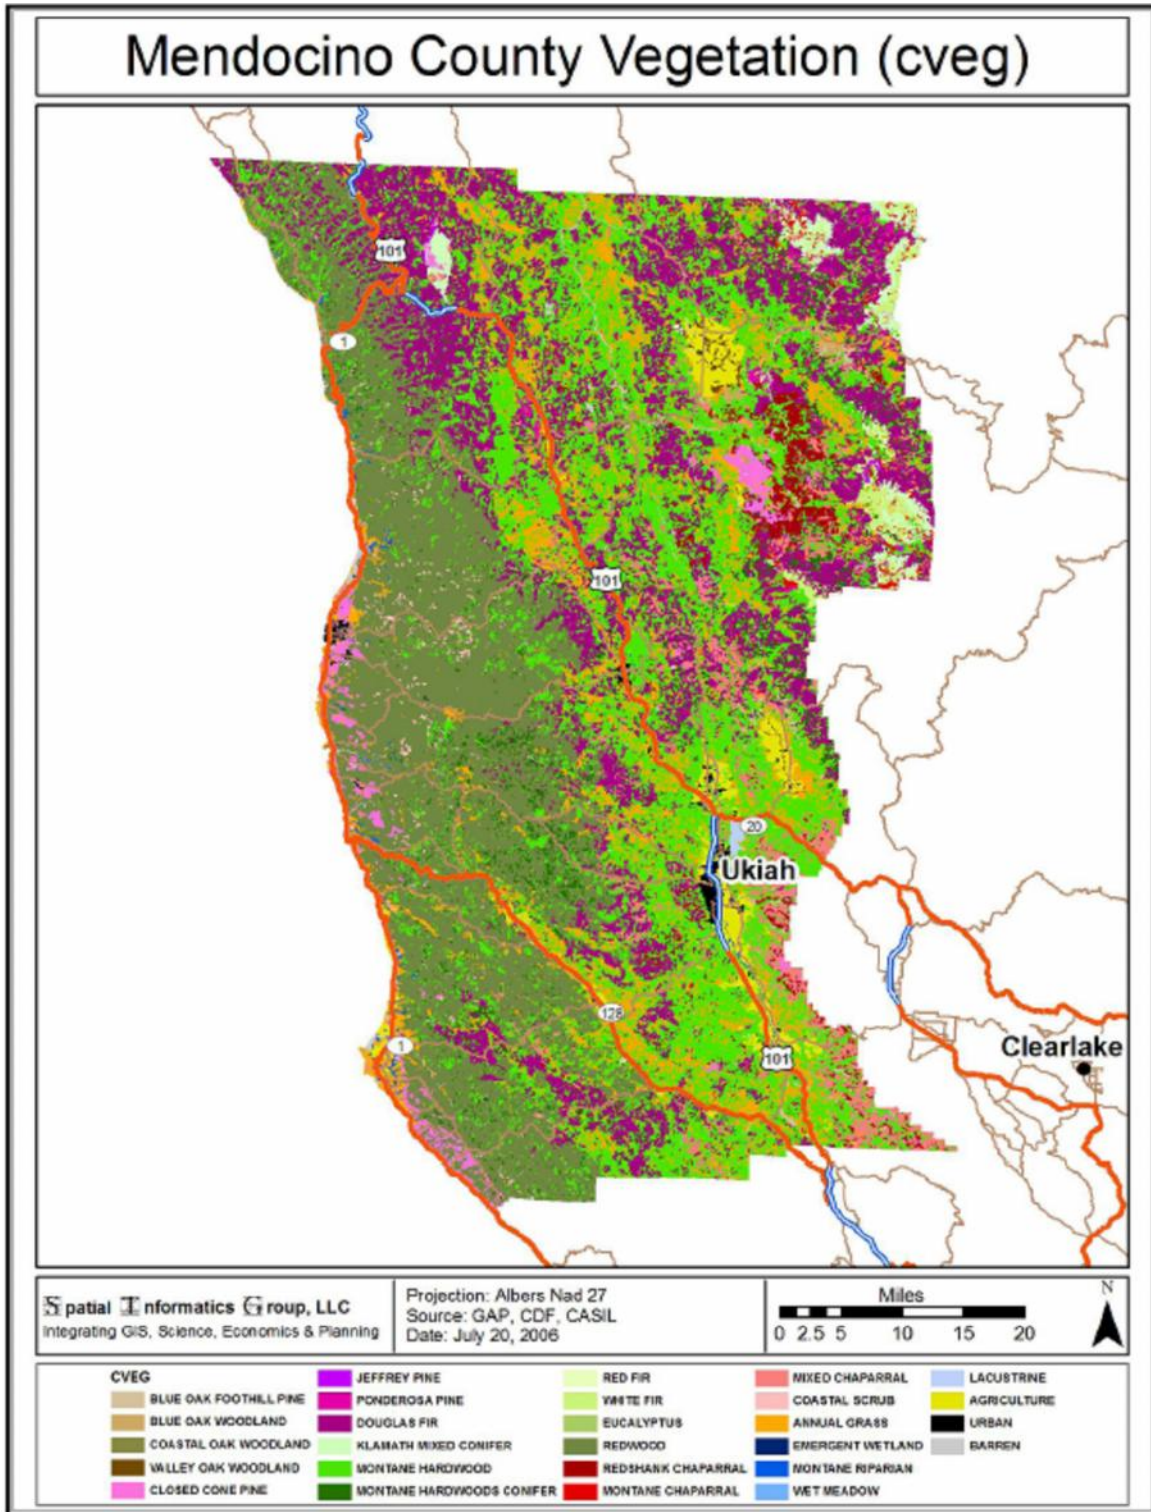 Mendocino County Vegetation (cveg)
101
1
101
20
Ukiah
128
1
101
Clearlake
Spatial Informatics Group, LLC
Integrating GIS, Science, Economics & Planning
Projection: Albers Nad 27
Source: GAP, CDF, CASIL
Date: July 20, 2006
Miles
0 2.5 5 10 15 20
N
CVEG
BLUE OAK FOOTHILL PINE
BLUE OAK WOODLAND
COASTAL OAK WOODLAND
VALLEY OAK WOODLAND
CLOSED CONE PINE
JEFFREY PINE
PONDEROSA PINE
DOUGLAS FIR
KLAMATH MIXED CONIFER
MONTANE HARDWOOD
MONTANE HARDWOODS CONIFER
RED FIR
WHITE FIR
EUCALYPTUS
REDWOOD
REDSHANK CHAPARRAL
MONTANE CHAPARRAL
MIXED CHAPARRAL
COASTAL SCRUB
ANNUAL GRASS
EMERGENT WETLAND
MONTANE RIPARIAN
WET MEADOW
LACUSTRINE
AGRICULTURE
URBAN
BARREN